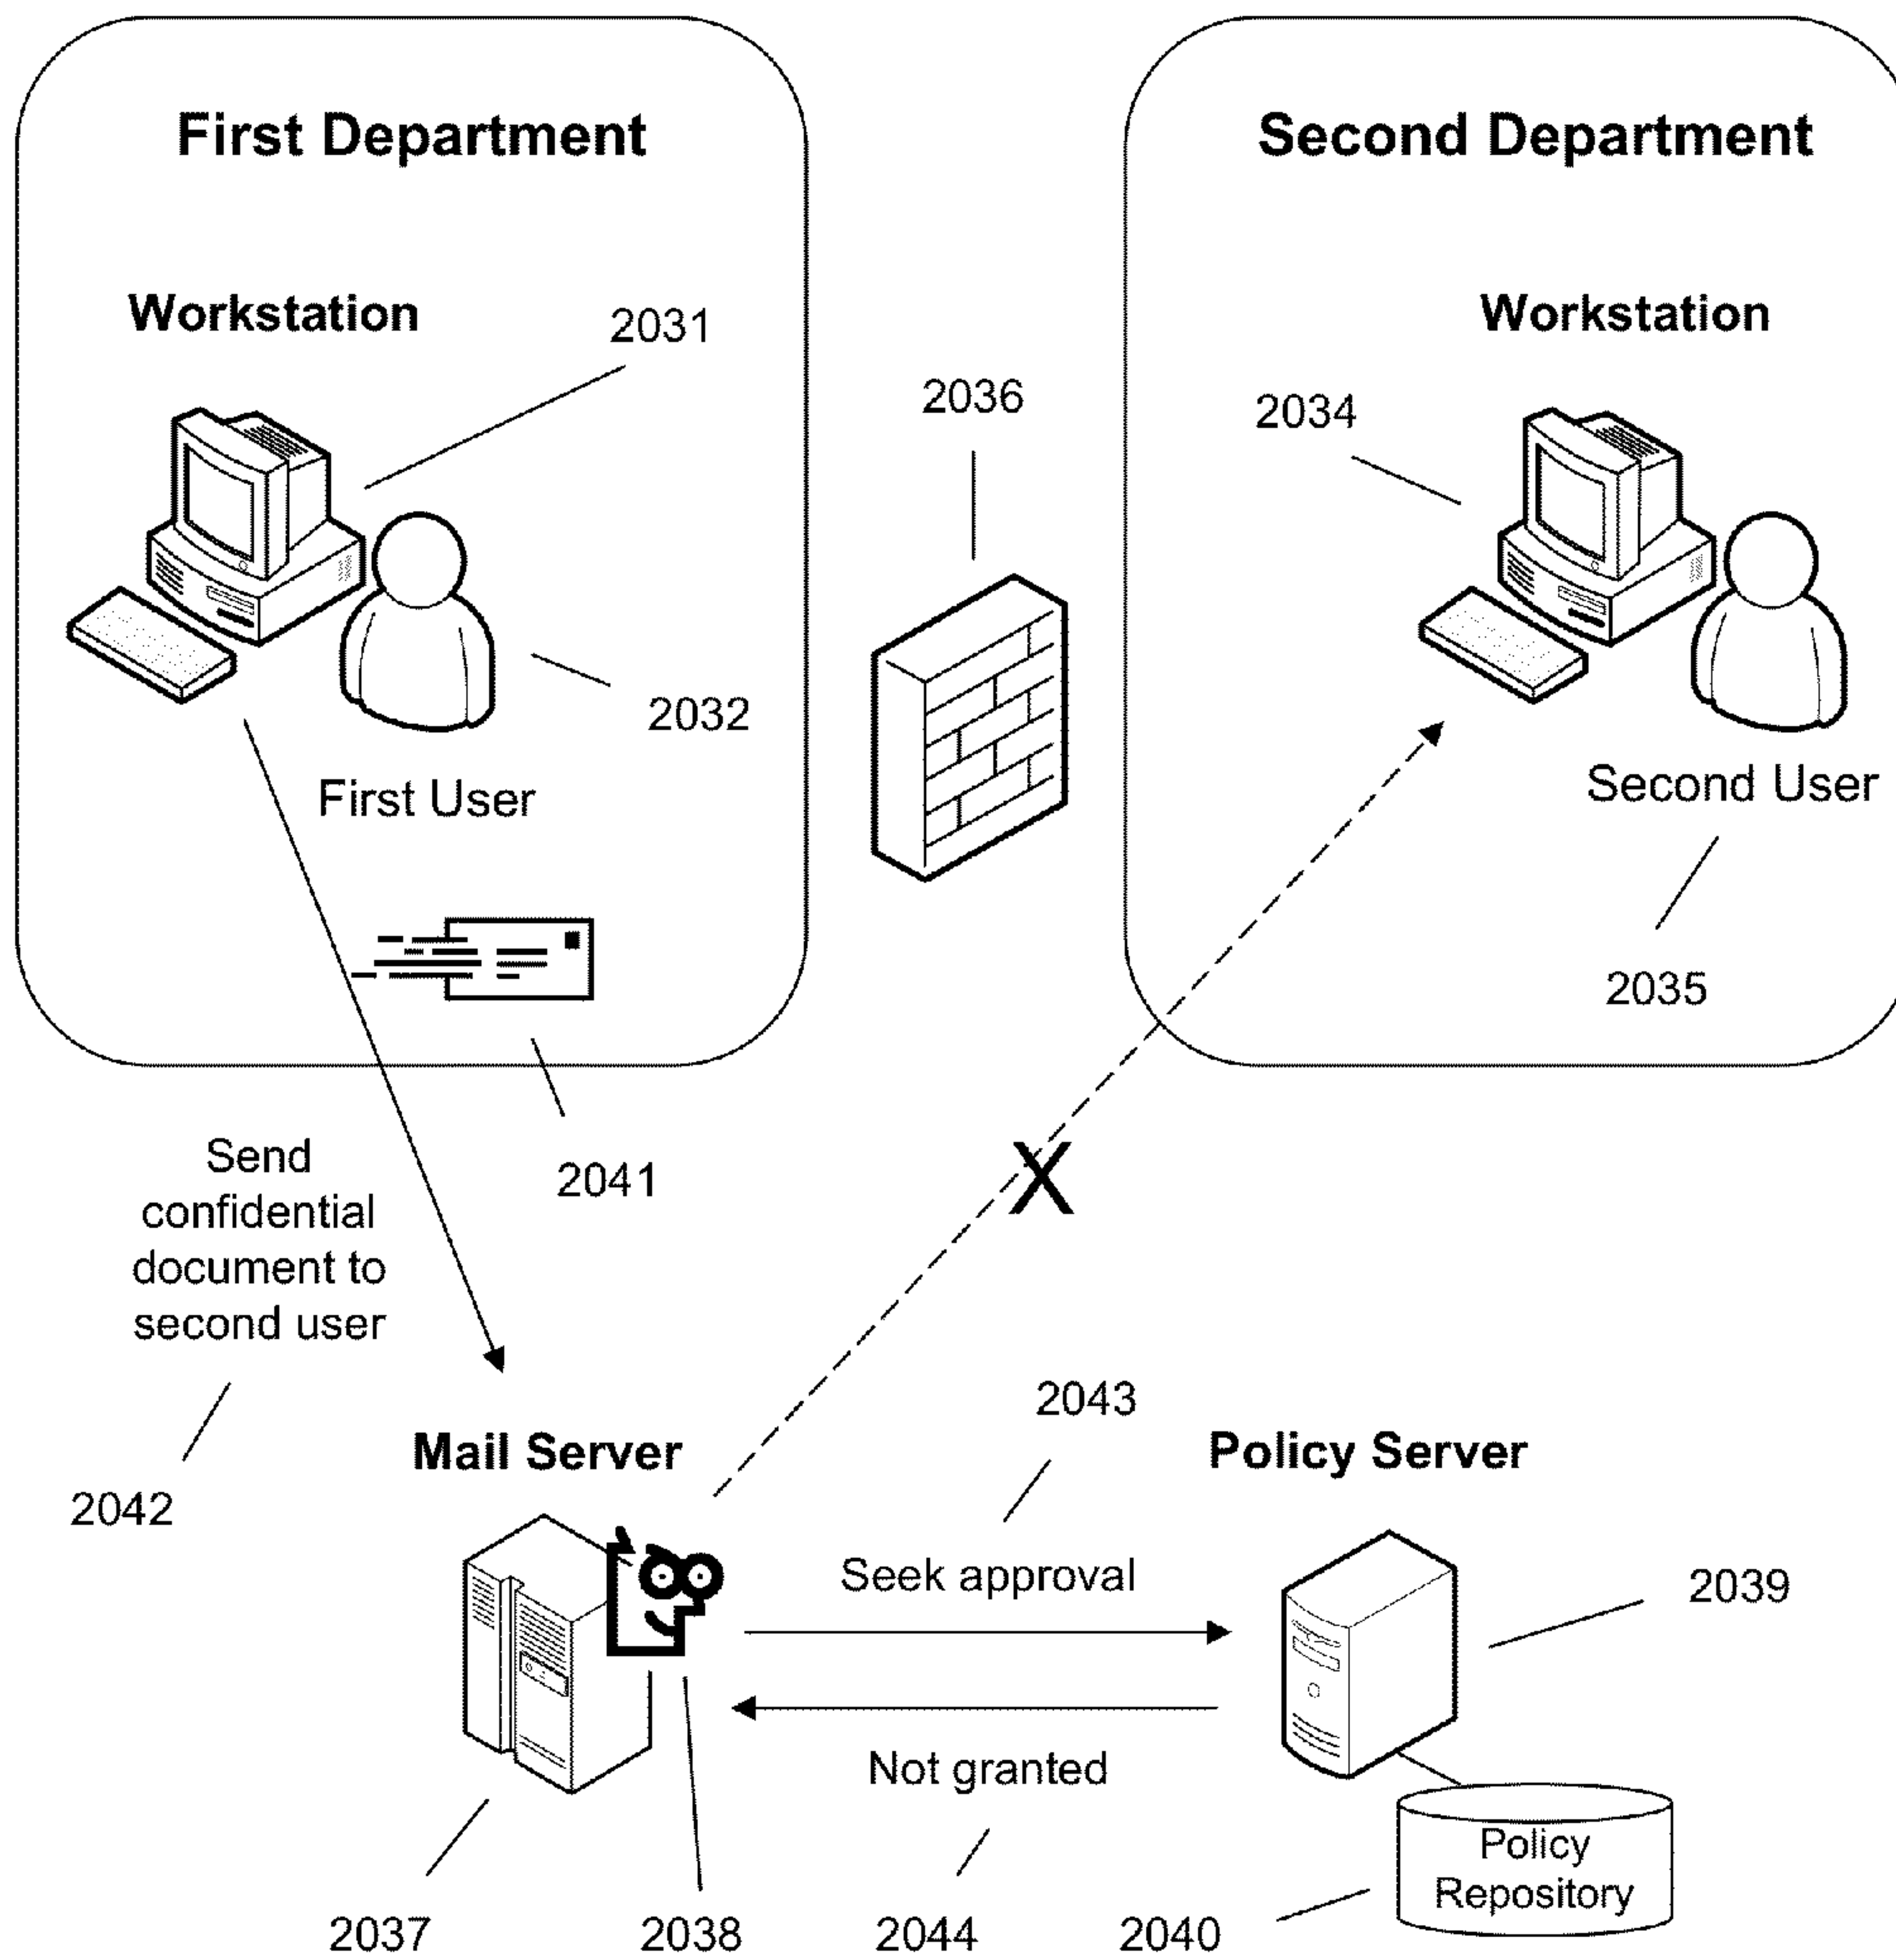 First Department
Second Department
Workstation
2031
Workstation
2036
2034
2032
First User
Second User
2035
2041
Send
confidential
document to
second user
X
2043
Mail Server
Policy Server
2042
Seek approval
2039
Not granted
Policy
Repository
2037
2038
2044
2040